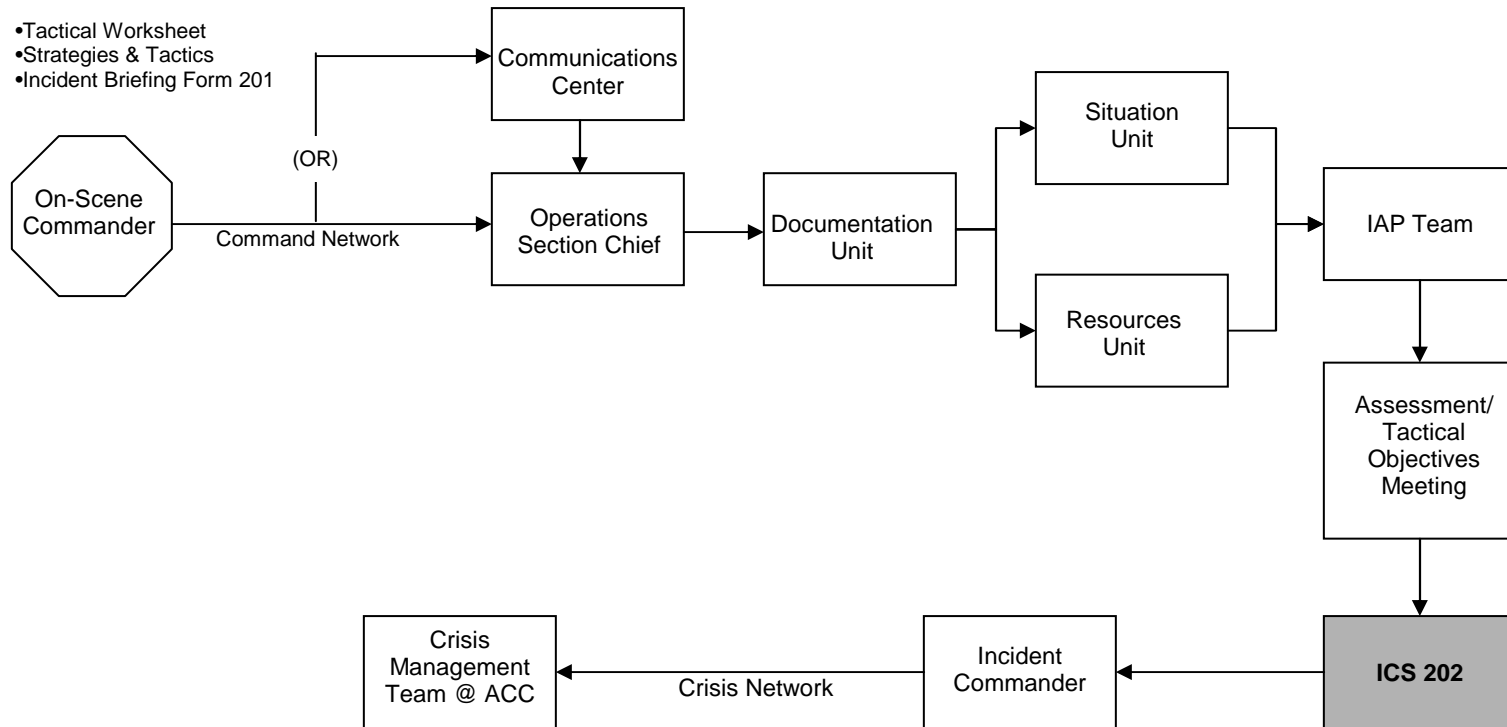 •Tactical Worksheet
•Strategies & Tactics
•Incident Briefing Form 201
Communications
Center
(OR)
On-Scene
Commander
Command Network
Operations
Section Chief
Documentation
Unit
Situation
Unit
Resources
Unit
IAP Team
Assessment/
Tactical
Objectives
Meeting
ICS 202
Incident
Commander
Crisis Network
Crisis
Management
Team @ ACC